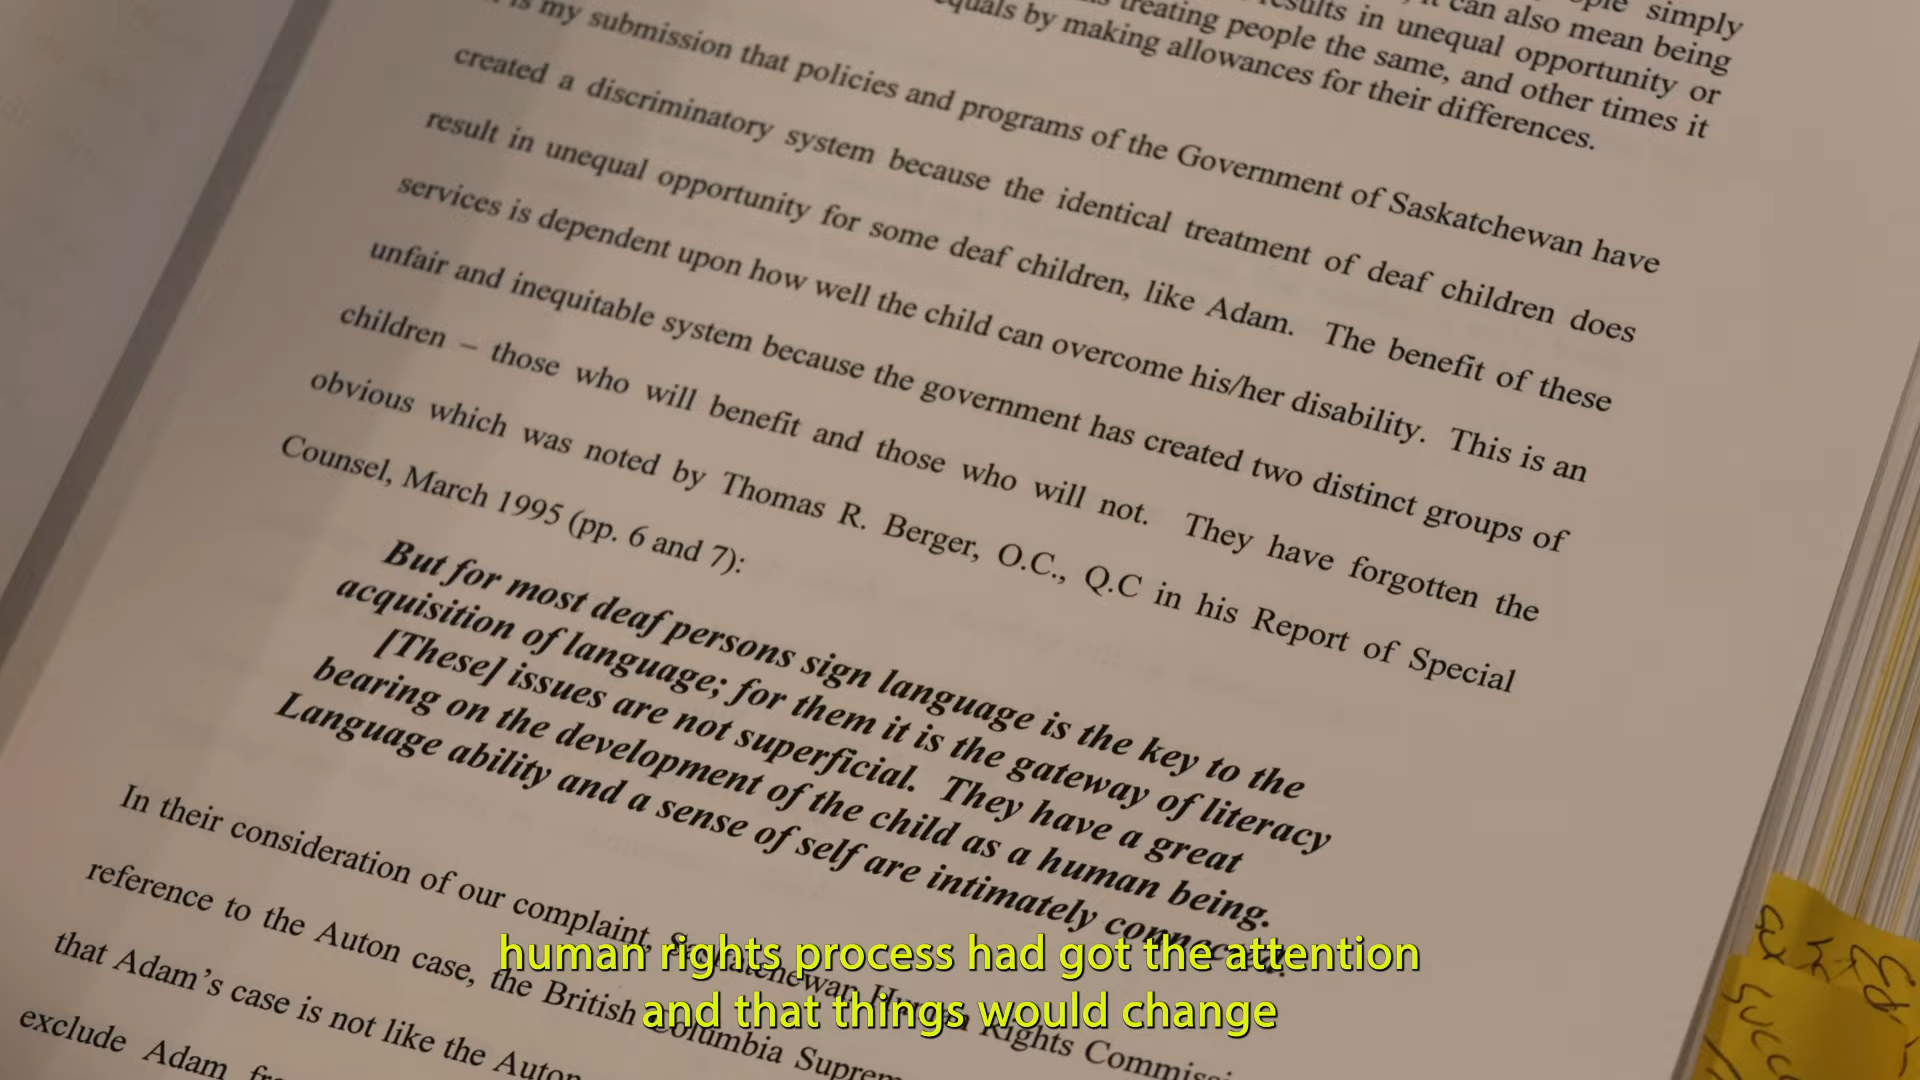 simply
it can also mean being
results in unequal opportunity or
treating people the same, and other times it
equals by making allowances for their differences.
is my submission that policies and programs of the Government of Saskatchewan have
created a discriminatory system because the identical treatment of deaf children does
result in unequal opportunity for some deaf children, like Adam. The benefit of these
services is dependent upon how well the child can overcome his/her disability. This is an
unfair and inequitable system because the government has created two distinct groups of
children – those who will benefit and those who will not. They have forgotten the
obvious which was noted by Thomas R. Berger, O.C., Q.C in his Report of Special
Counsel, March 1995 (pp. 6 and 7):
But for most deaf persons sign language is the key to the
acquisition of language; for them it is the gateway of literacy
[These] issues are not superficial. They have a great
bearing on the development of the child as a human being.
Language ability and a sense of self are intimately connected.
In their consideration of our complaint, Saskatchewan Human Rights
reference to the Auton case, the British Columbia
that Adam's case is not like the Auton
exclude Adam
human rights process had got the attention
and that things would change